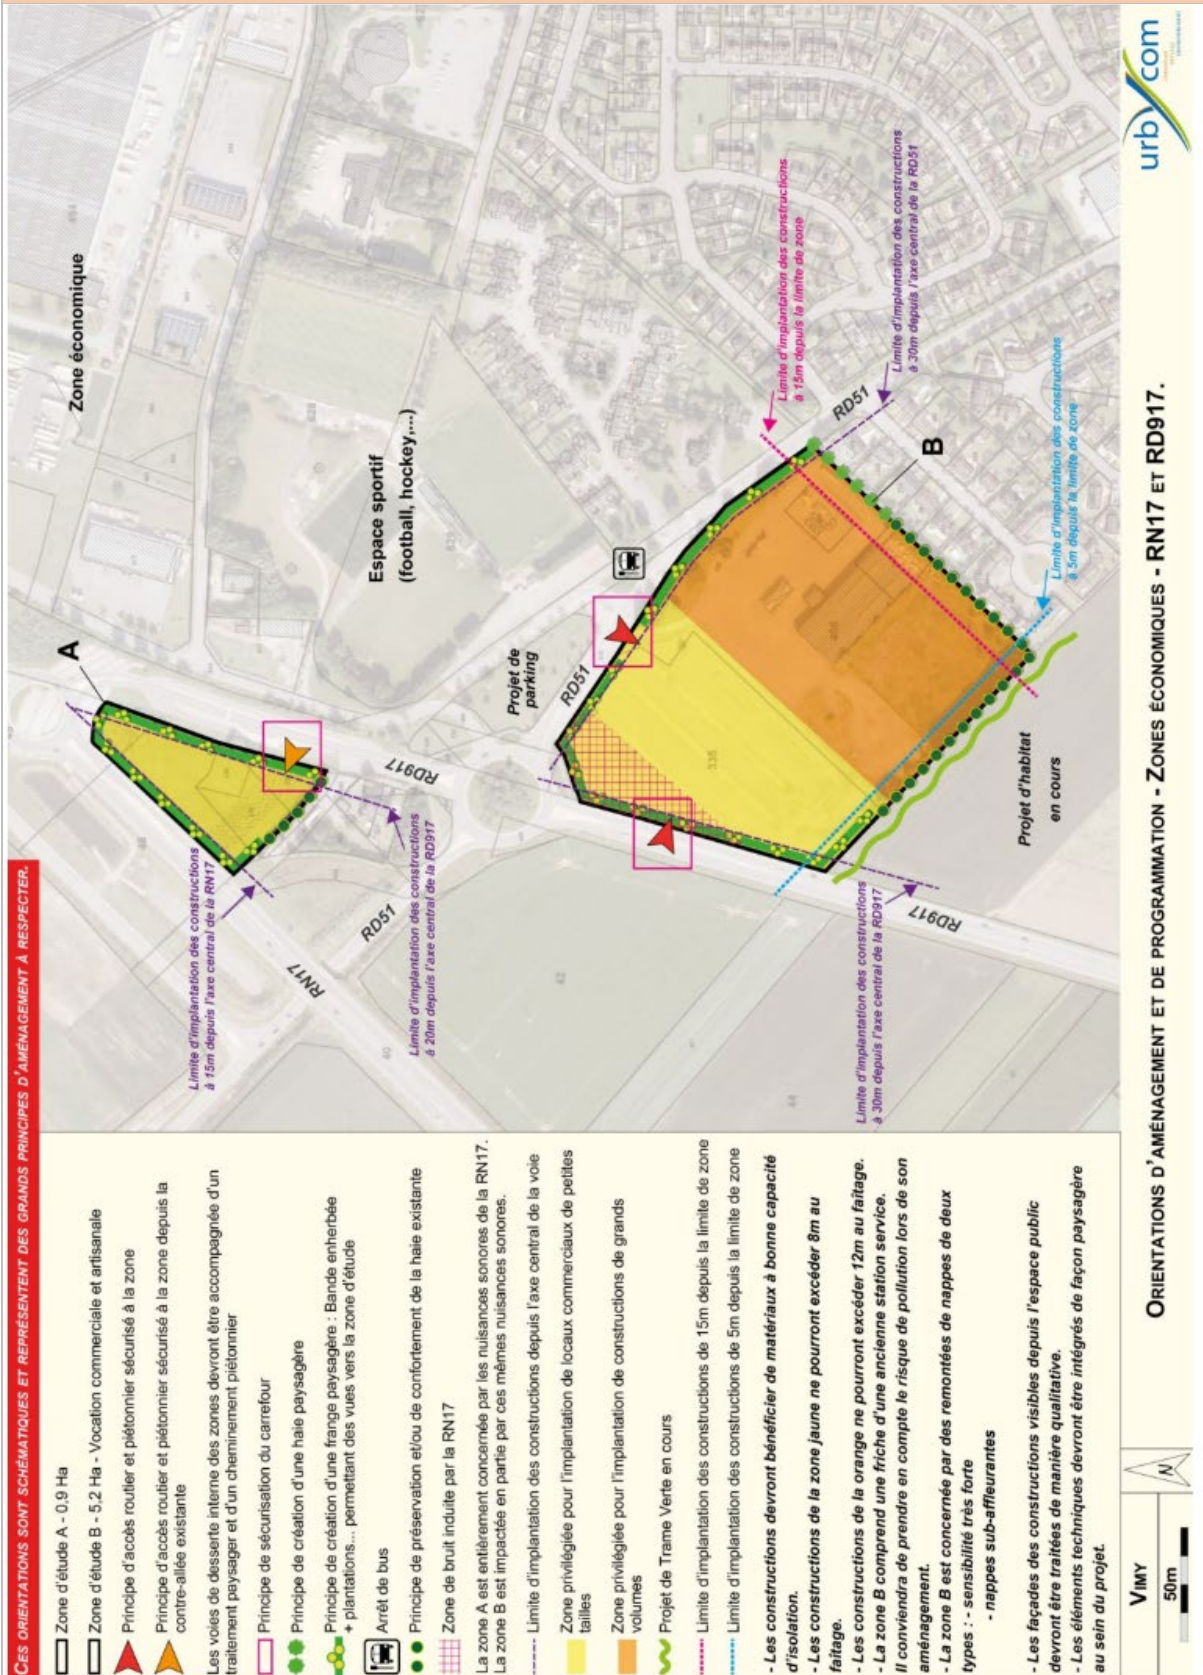 CES ORIENTATIONS SONT SCHÉMATIQUES ET REPRÉSENTENT DES GRANDS PRINCIPES D'AMÉNAGEMENT À RESPECTER.
Zone d'étude A - 0,9 Ha
Zone d'étude B - 5,2 Ha - Vocation commerciale et artisanale
Principe d'accès routier et piétonnier sécurisé à la zone
Principe d'accès routier et piétonnier sécurisé à la zone depuis la
contre-allée existante
Les voies de desserte interne des zones devront être accompagnée d'un
traitement paysager et d'un cheminement piétonnier
Principe de sécurisation du carrefour
Principe de création d'une haie paysagère
Principe de création d'une frange paysagère : Bande enherbée
+ plantations... permettant des vues vers la zone d'étude
Arrêt de bus
Principe de préservation et/ou de confortement de la haie existante
Zone de bruit induite par la RN17
La zone A est entièrement concernée par les nuisances sonores de la RN17.
La zone B est impactée en partie par ces mêmes nuisances sonores.
Limite d'implantation des constructions depuis l'axe central de la voie
Zone privilégiée pour l'implantation de locaux commerciaux de petites
tailles
Zone privilégiée pour l'implantation de constructions de grands
volumes
Projet de Trame Verte en cours
Limite d'implantation des constructions de 15m depuis la limite de zone
Limite d'implantation des constructions de 5m depuis la limite de zone
- Les constructions devront bénéficier de matériaux à bonne capacité
d'isolation.
- Les constructions de la zone jaune ne pourront excéder 8m au
faîtage.
- Les constructions de la orange ne pourront excéder 12m au faîtage.
- La zone B comprend une friche d'une ancienne station service.
Il conviendra de prendre en compte le risque de pollution lors de son
aménagement.
- La zone B est concernée par des remontées de nappes de deux
types : - sensibilité très forte
- nappes sub-affleurantes
- Les façades des constructions visibles depuis l'espace public
devront être traitées de manière qualitative.
- Les éléments techniques devront être intégrés de façon paysagère
au sein du projet.
Zone économique
A
Espace sportif
(football, hockey,...)
Limite d'implantation des constructions
à 15m depuis l'axe central de la RN17
RN17
RD51
Limite d'implantation des constructions
à 20m depuis l'axe central de la RD917
RD917
Projet de
parking
RD51
Limite d'implantation des constructions
à 15m depuis la limite de zone
RD51
Limite d'implantation des constructions
à 30m depuis l'axe central de la RD51
B
Limite d'implantation des constructions
à 5m depuis la limite de zone
Projet d'habitat
en cours
Limite d'implantation des constructions
à 30m depuis l'axe central de la RD917
RD917
42
40
44
335
VIMY
50m
N
ORIENTATIONS D'AMÉNAGEMENT ET DE PROGRAMMATION - ZONES ÉCONOMIQUES - RN17 ET RD917.
urbycom